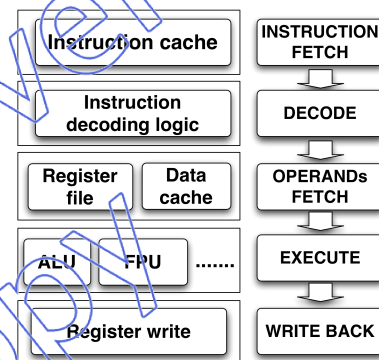 Instruction cache
INSTRUCTION
FETCH
Instruction
decoding logic
DECODE
Register
file
Data
cache
OPERANDs
FETCH
ALU
FPU
.......
EXECUTE
Register write
WRITE BACK